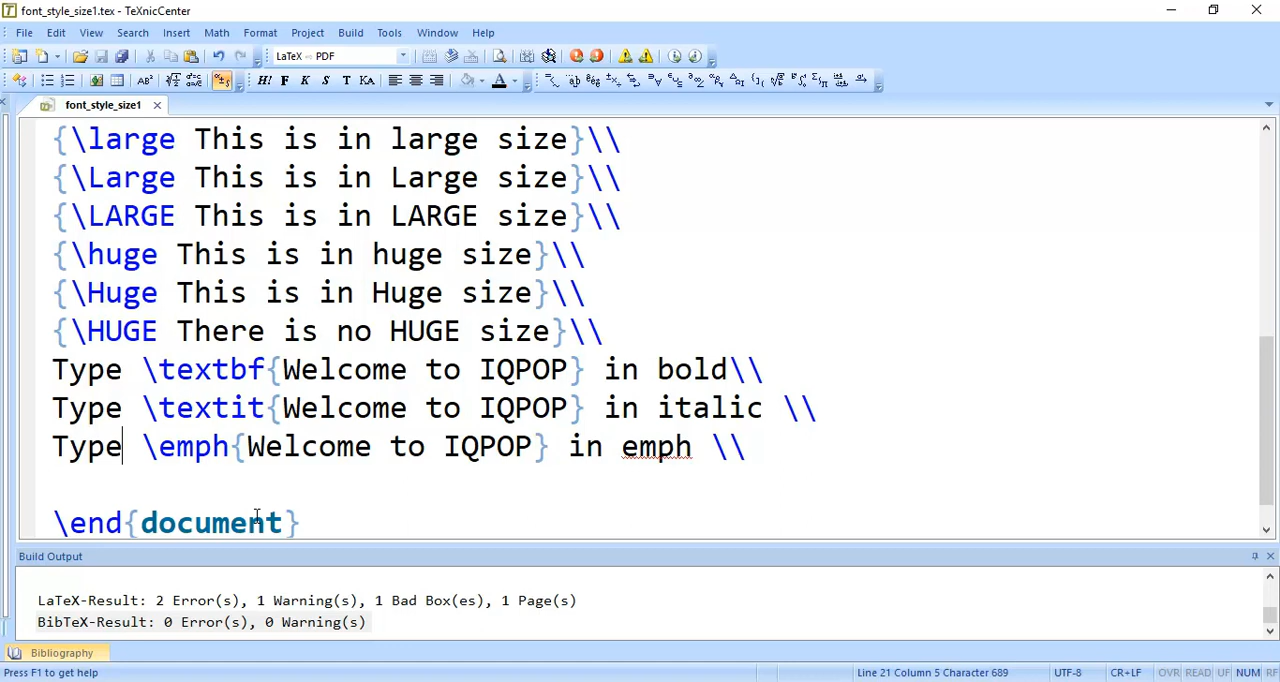 font_style_size1.tex - TeXnicCenter
File Edit View Search Insert Math Format Project Build Tools Window Help
LaTeX → PDF
font_style_size1
{\large This is in large size}\\
{\Large This is in Large size}\\
{\LARGE This is in LARGE size}\\
{\huge This is in huge size}\\
{\Huge This is in Huge size}\\
{\HUGE There is no HUGE size}\\
Type \textbf{Welcome to IQPOP} in bold\\
Type \textit{Welcome to IQPOP} in italic \\
Type \emph{Welcome to IQPOP} in emph \\
\end{document}
Build Output
LaTeX-Result: 2 Error(s), 1 Warning(s), 1 Bad Box(es), 1 Page(s)
BibTeX-Result: 0 Error(s), 0 Warning(s)
Bibliography
Press F1 to get help Line 21 Column 5 Character 689 UTF-8 CR+LF OVR READ UF NUM RF